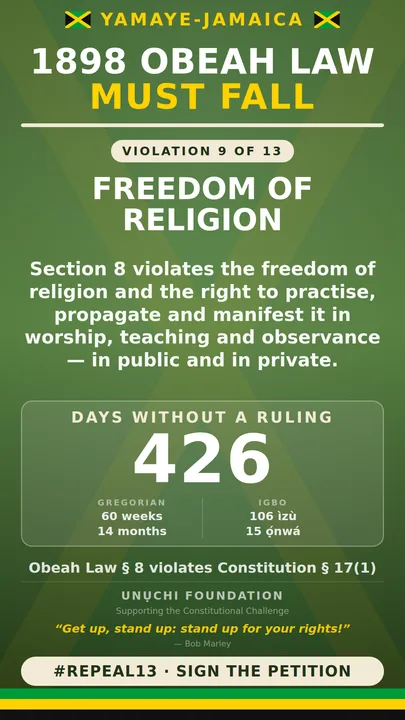 YAMAYE-JAMAICA
1898 OBEAH LAW
MUST FALL
VIOLATION 9 OF 13
FREEDOM OF
RELIGION
Section 8 violates the freedom of
religion and the right to practise,
propagate and manifest it in
worship, teaching and observance
— in public and in private.
DAYS WITHOUT A RULING
426
GREGORIAN
60 weeks
14 months
IGBO
106 ìzù
15 ọ́nwá
Obeah Law § 8 violates Constitution § 17(1)
UNỤCHI FOUNDATION
Supporting the Constitutional Challenge
“Get up, stand up: stand up for your rights!”
— Bob Marley
#REPEAL13 · SIGN THE PETITION